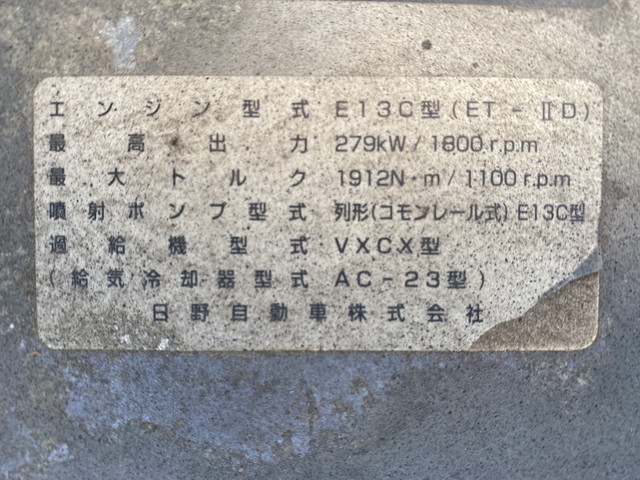 エンジン型式 E13C型(ET-ⅡD)
最高出力 279kW/1800r.p.m
最大トルク 1912N·m/1100r.p.m
噴射ポンプ型式 列形(コモンレール式)E13C型
過給機型式 VXCX型
(給気冷却器型式 AC-23型)
日野自動車株式会社